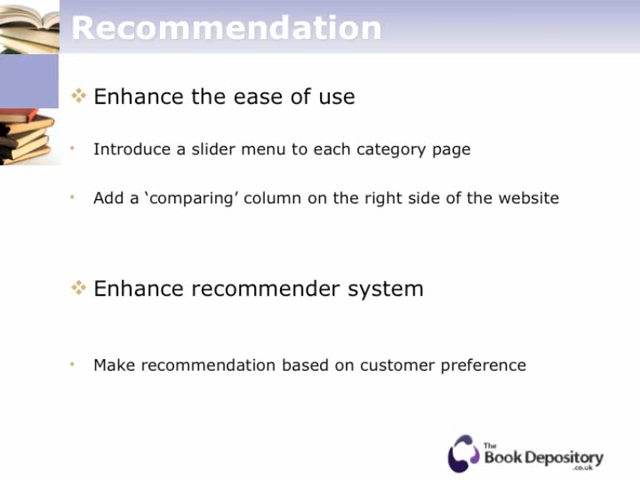 Recommendation
Enhance the ease of use
Introduce a slider menu to each category page
Add a ‘comparing’ column on the right side of the website
Enhance recommender system
Make recommendation based on customer preference
The
Book Depository
.co.uk